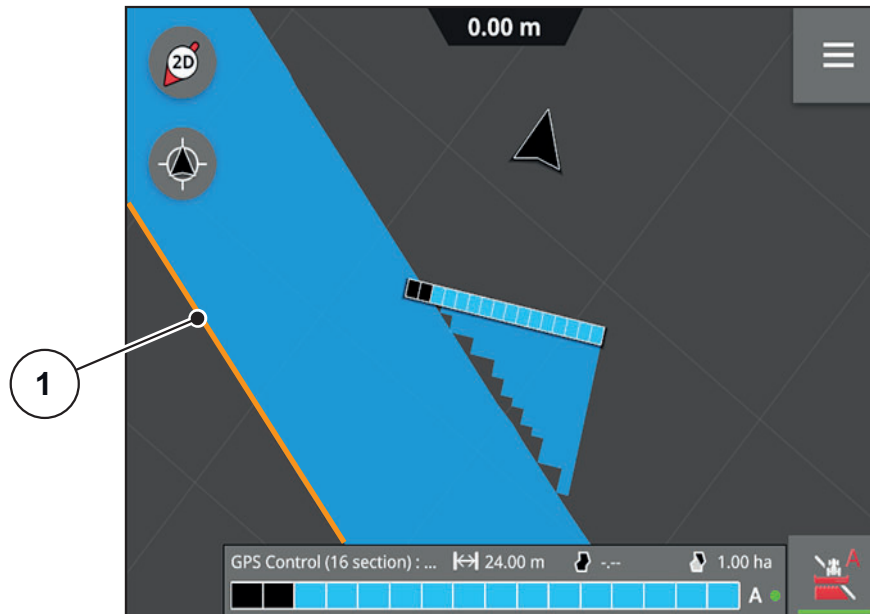 0.00 m
2D
1
GPS Control (16 section) : ... 24.00 m -.-- 1.00 ha
A
A